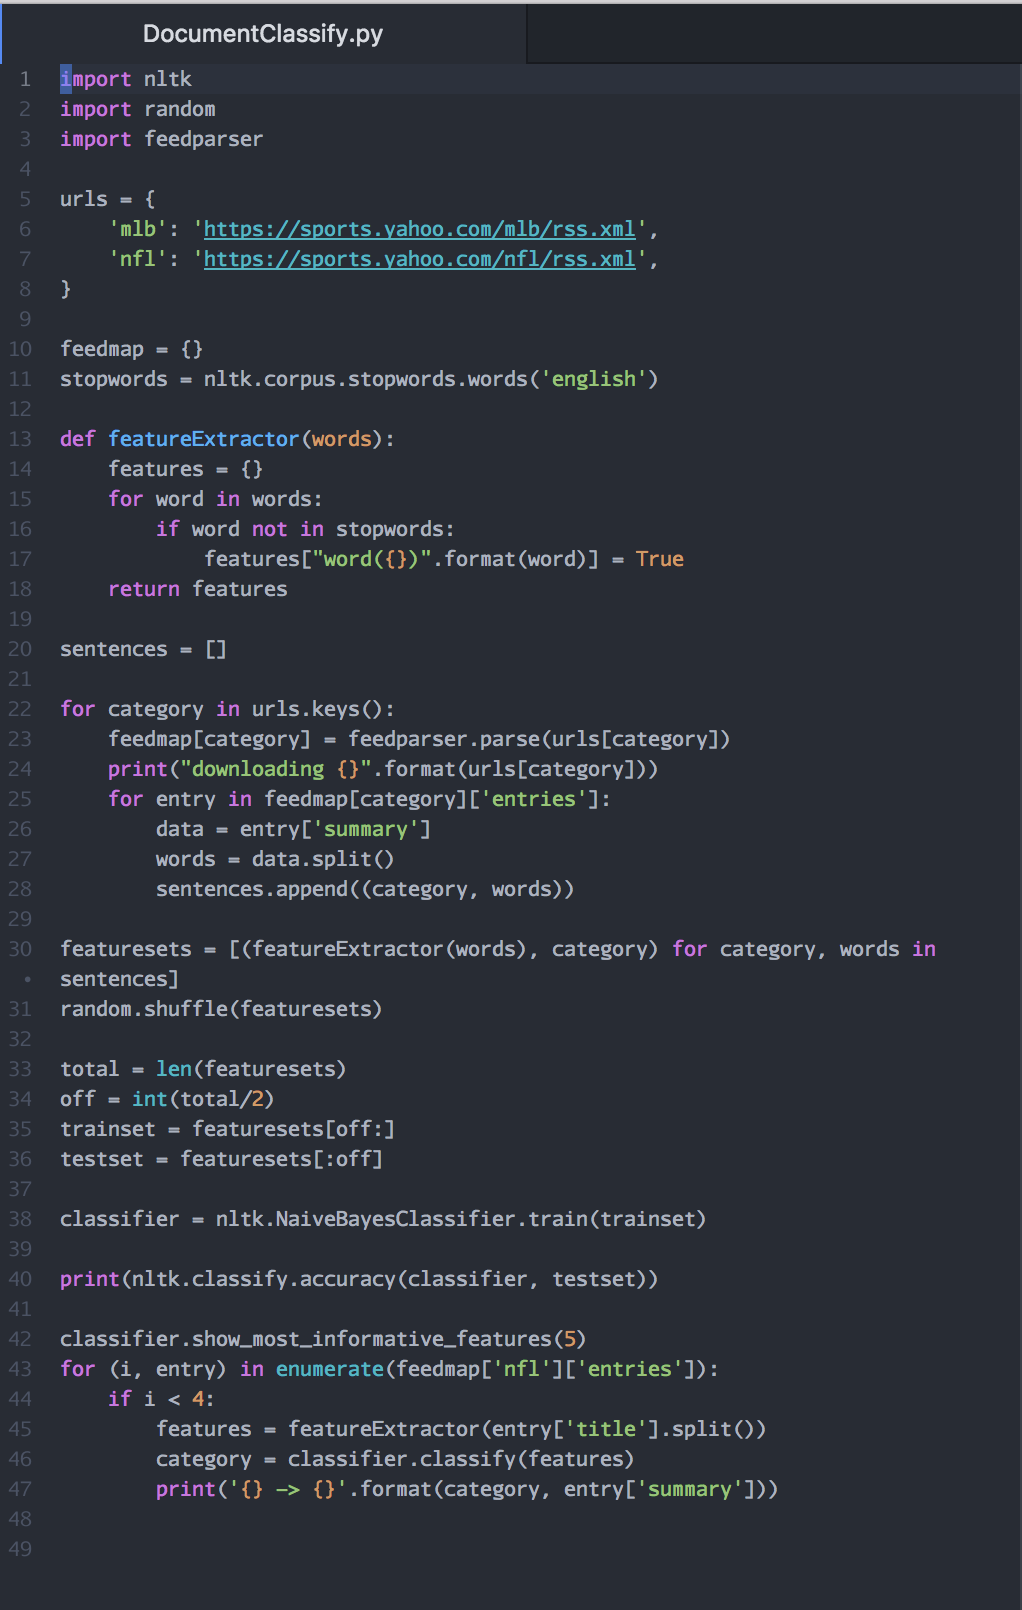 DocumentClassify.py
1 import nltk
2 import random
3 import feedparser
4
5 urls = {
6     'mlb': 'https://sports.yahoo.com/mlb/rss.xml',
7     'nfl': 'https://sports.yahoo.com/nfl/rss.xml',
8 }
9
10 feedmap = {}
11 stopwords = nltk.corpus.stopwords.words('english')
12
13 def featureExtractor(words):
14     features = {}
15     for word in words:
16         if word not in stopwords:
17             features["word({})".format(word)] = True
18     return features
19
20 sentences = []
21
22 for category in urls.keys():
23     feedmap[category] = feedparser.parse(urls[category])
24     print("downloading {}".format(urls[category]))
25     for entry in feedmap[category]['entries']:
26         data = entry['summary']
27         words = data.split()
28         sentences.append((category, words))
29
30 featuresets = [(featureExtractor(words), category) for category, words in
• sentences]
31 random.shuffle(featuresets)
32
33 total = len(featuresets)
34 off = int(total/2)
35 trainset = featuresets[off:]
36 testset = featuresets[:off]
37
38 classifier = nltk.NaiveBayesClassifier.train(trainset)
39
40 print(nltk.classify.accuracy(classifier, testset))
41
42 classifier.show_most_informative_features(5)
43 for (i, entry) in enumerate(feedmap['nfl']['entries']):
44     if i < 4:
45         features = featureExtractor(entry['title'].split())
46         category = classifier.classify(features)
47         print('{} -> {}'.format(category, entry['summary']))
48
49